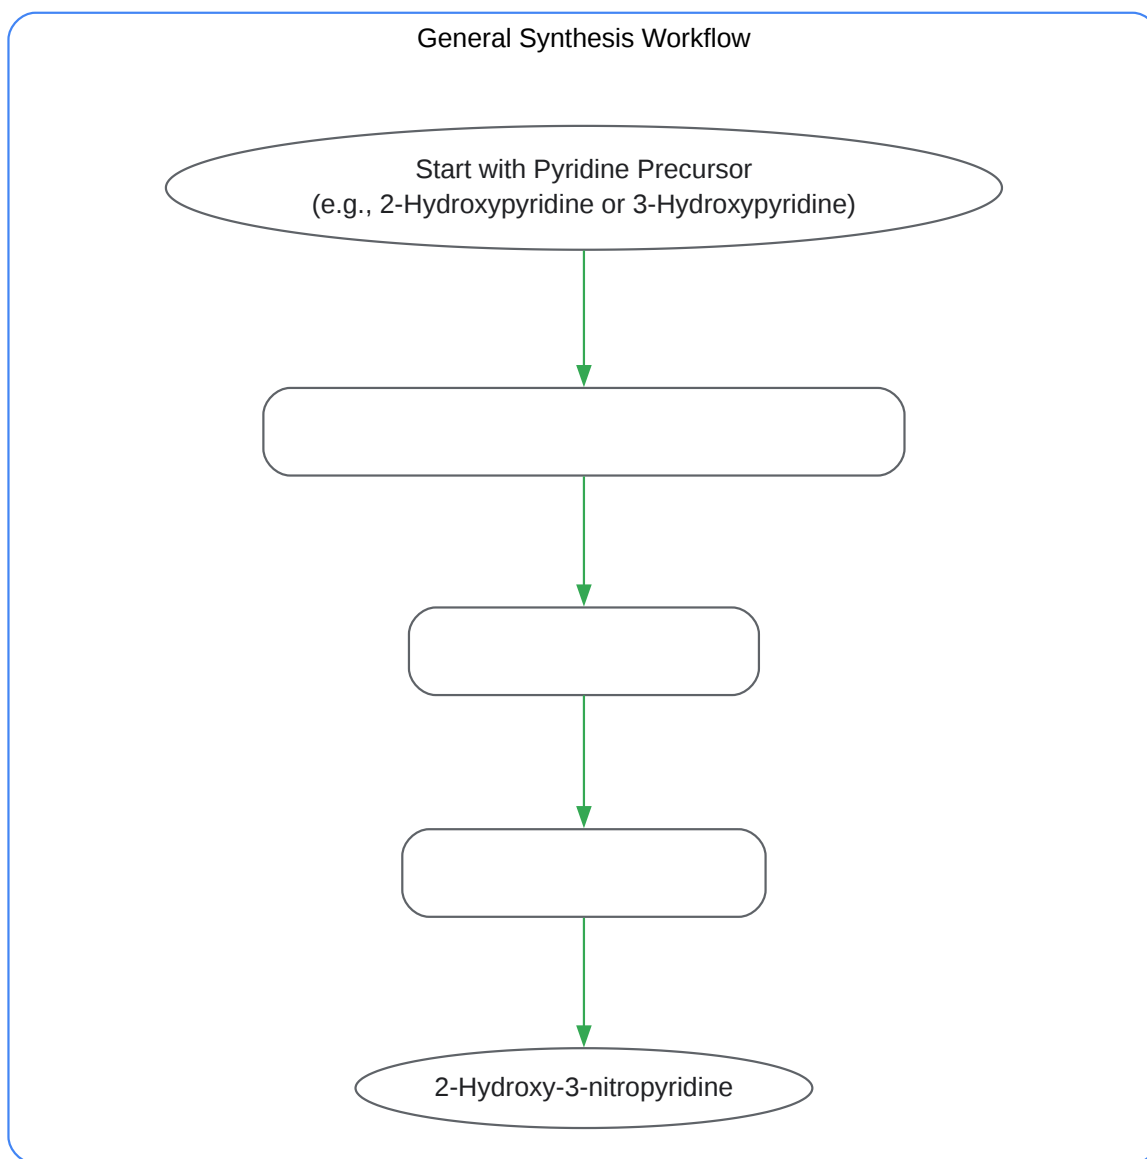 General Synthesis Workflow
Start with Pyridine Precursor
(e.g., 2-Hydroxypyridine or 3-Hydroxypyridine)
2-Hydroxy-3-nitropyridine